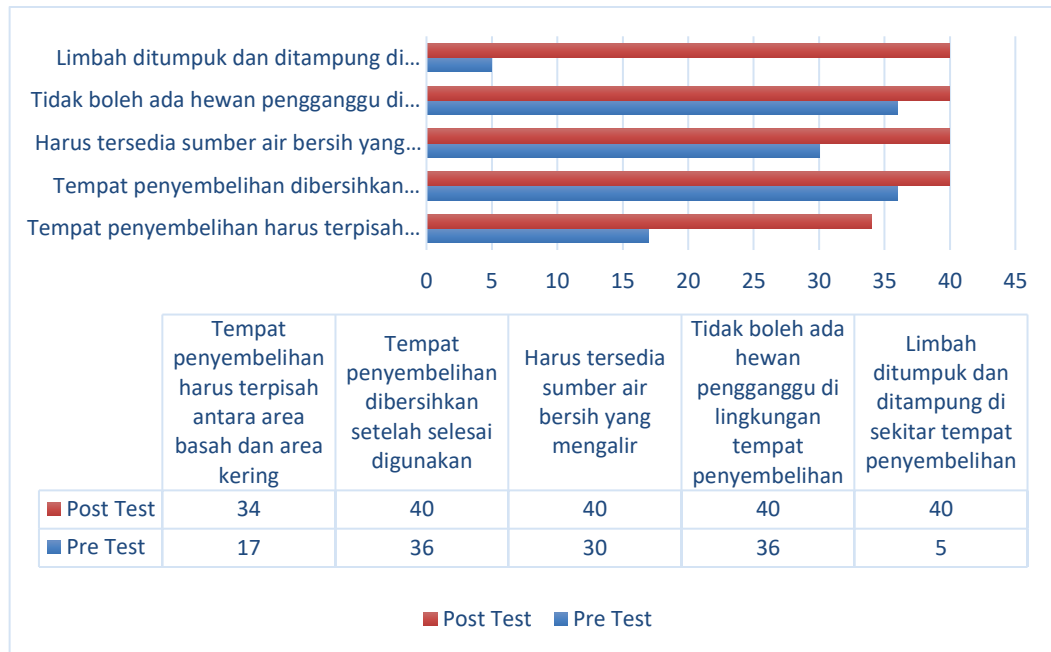 Limbah ditumpuk dan ditampung di...
Tidak boleh ada hewan pengganggu di...
Harus tersedia sumber air bersih yang...
Tempat penyembelihan dibersihkan...
Tempat penyembelihan harus terpisah...
0 5 10 15 20 25 30 35 40 45
Tempat
penyembelihan
harus terpisah
antara area
basah dan area
kering
Tempat
penyembelihan
dibersihkan
setelah selesai
digunakan
Harus tersedia
sumber air
bersih yang
mengalir
Tidak boleh ada
hewan
pengganggu di
lingkungan
tempat
penyembelihan
Limbah
ditumpuk dan
ditampung di
sekitar tempat
penyembelihan
Post Test 34 40 40 40 40
Pre Test 17 36 30 36 5
Post Test Pre Test